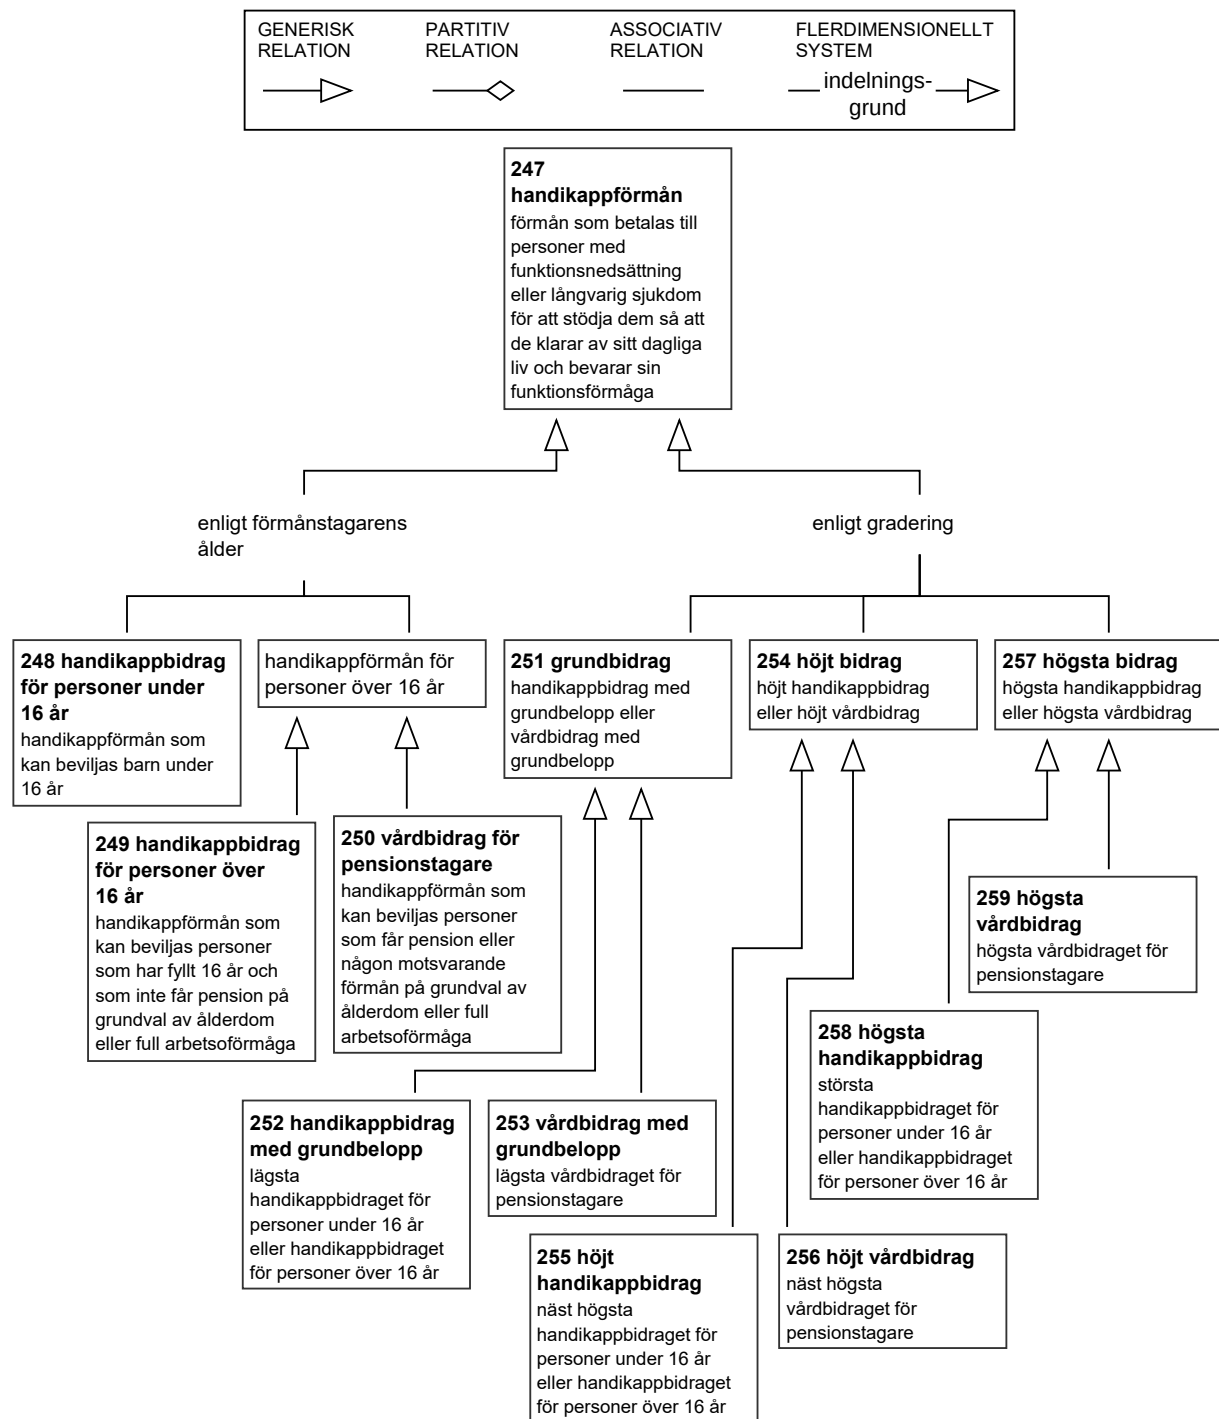 GENERISK
RELATION
PARTITIV
RELATION
ASSOCIATIV
RELATION
FLERDIMENSIONELLT
SYSTEM
indelnings-
grund
247
handikappförmån
förmån som betalas till
personer med
funktionsnedsättning
eller långvarig sjukdom
för att stödja dem så att
de klarar av sitt dagliga
liv och bevarar sin
funktionsförmåga
enligt förmånstagarens
ålder
enligt gradering
248 handikappbidrag
för personer under
16 år
handikappförmån som
kan beviljas barn under
16 år
handikappförmån för
personer över 16 år
251 grundbidrag
handikappbidrag med
grundbelopp eller
vårdbidrag med
grundbelopp
254 höjt bidrag
höjt handikappbidrag
eller höjt vårdbidrag
257 högsta bidrag
högsta handikappbidrag
eller högsta vårdbidrag
249 handikappbidrag
för personer över
16 år
handikappförmån som
kan beviljas personer
som har fyllt 16 år och
som inte får pension på
grundval av ålderdom
eller full arbetsoförmåga
250 vårdbidrag för
pensionstagare
handikappförmån som
kan beviljas personer
som får pension eller
någon motsvarande
förmån på grundval av
ålderdom eller full
arbetsoförmåga
259 högsta
vårdbidrag
högsta vårdbidraget för
pensionstagare
258 högsta
handikappbidrag
största
handikappbidraget för
personer under 16 år
eller handikappbidraget
för personer över 16 år
252 handikappbidrag
med grundbelopp
lägsta
handikappbidraget för
personer under 16 år
eller handikappbidraget
för personer över 16 år
253 vårdbidrag med
grundbelopp
lägsta vårdbidraget för
pensionstagare
255 höjt
handikappbidrag
näst högsta
handikappbidraget för
personer under 16 år
eller handikappbidraget
för personer över 16 år
256 höjt vårdbidrag
näst högsta
vårdbidraget för
pensionstagare